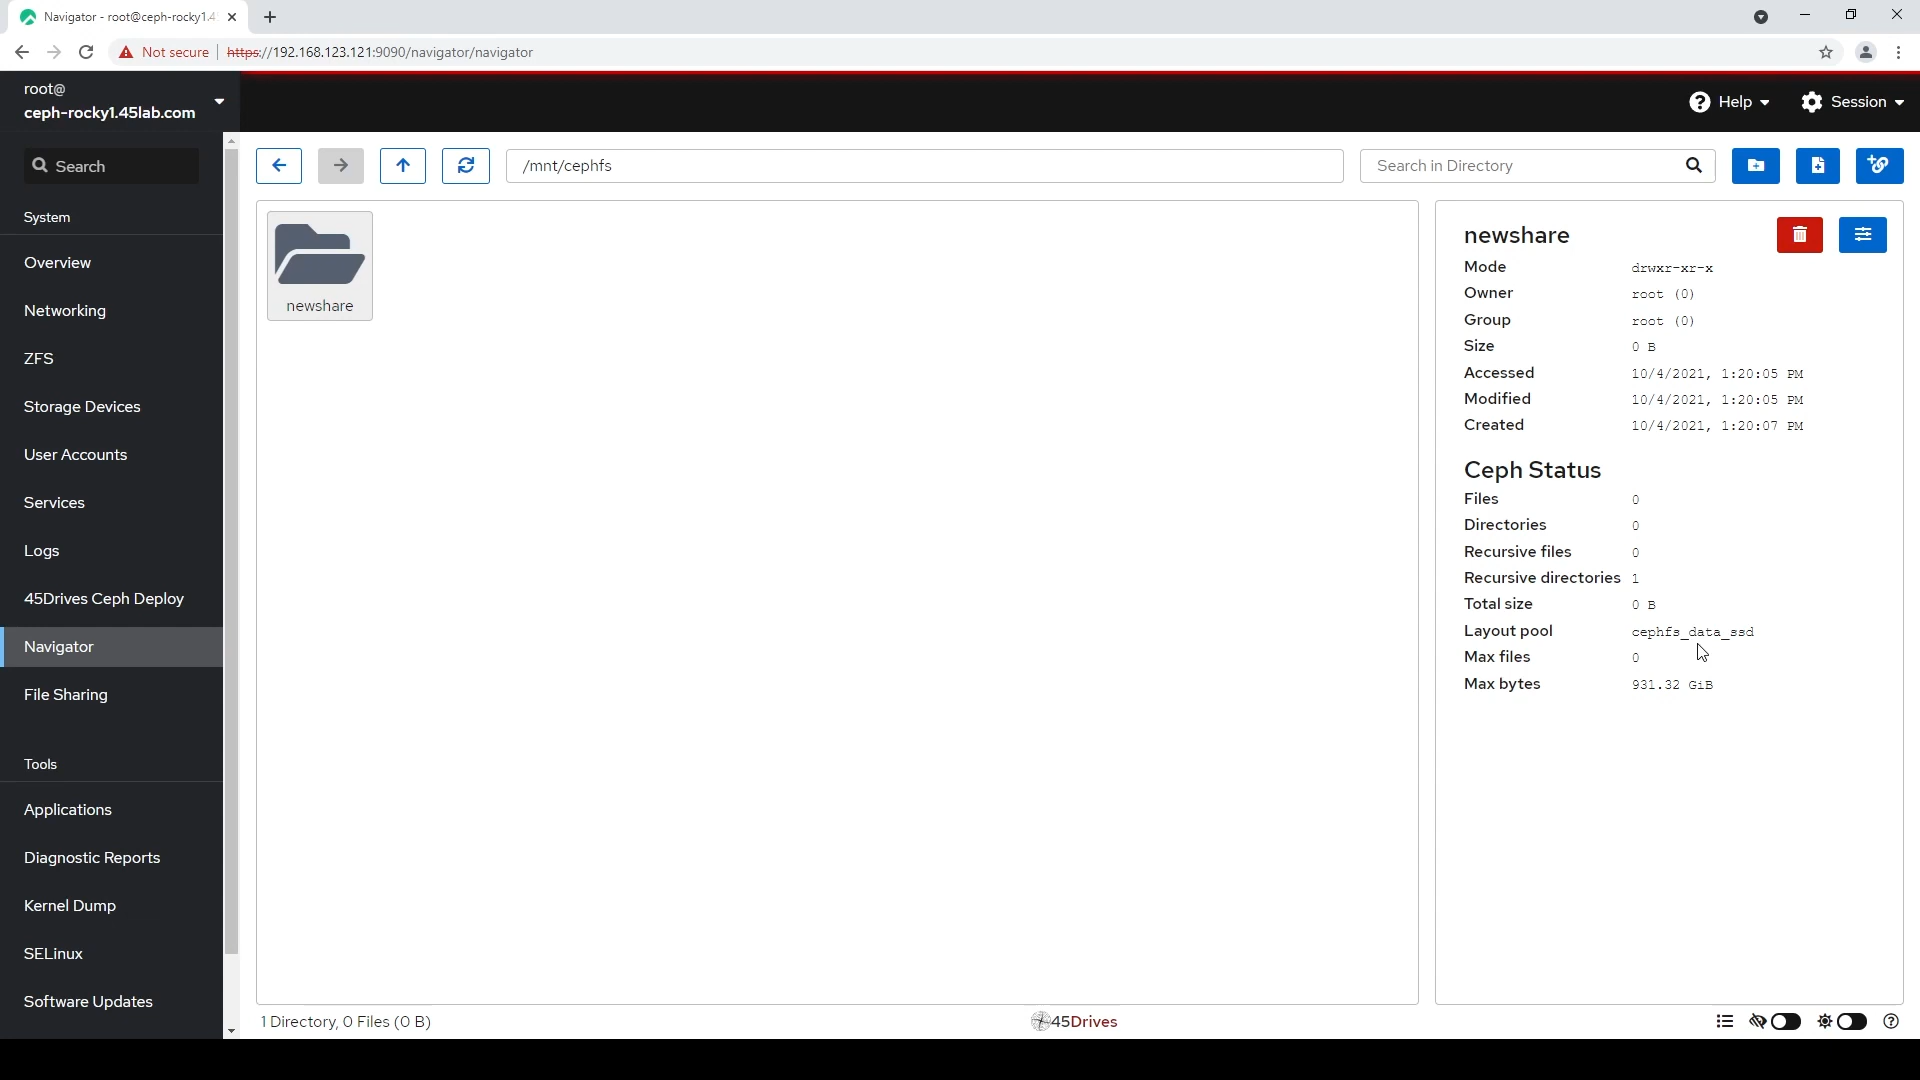 Navigator - root@ceph-rocky1.4
Not secure
https://192.168.123.121:9090/navigator/navigator
root@
ceph-rocky1.45lab.com
Help
Session
Search
/mnt/cephfs
Search in Directory
System
Overview
Networking
ZFS
Storage Devices
User Accounts
Services
Logs
45Drives Ceph Deploy
Navigator
File Sharing
Tools
Applications
Diagnostic Reports
Kernel Dump
SELinux
Software Updates
newshare
newshare
Mode drwxr-xr-x
Owner root (0)
Group root (0)
Size 0 B
Accessed 10/4/2021, 1:20:05 PM
Modified 10/4/2021, 1:20:05 PM
Created 10/4/2021, 1:20:07 PM
Ceph Status
Files 0
Directories 0
Recursive files 0
Recursive directories 1
Total size 0 B
Layout pool cephfs_data_ssd
Max files 0
Max bytes 931.32 GiB
1 Directory, 0 Files (0 B)
45Drives